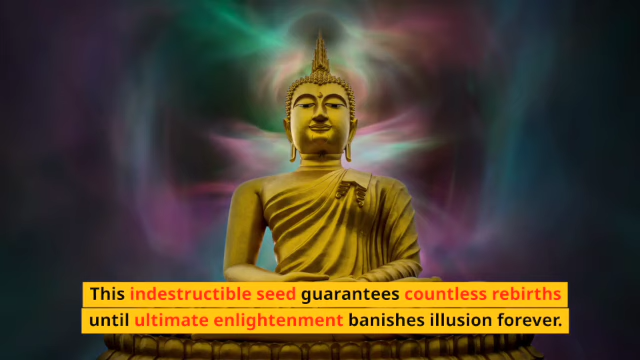 This indestructible seed guarantees countless rebirths
until ultimate enlightenment banishes illusion forever.